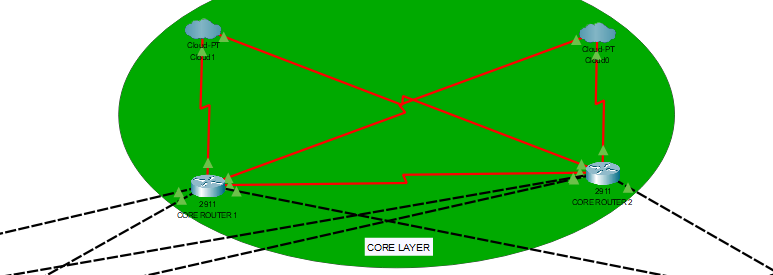 Cloud-PT
Cloud1
Cloud-PT
Cloud0
2911
CORE ROUTER 1
2911
CORE ROUTER 2
CORE LAYER